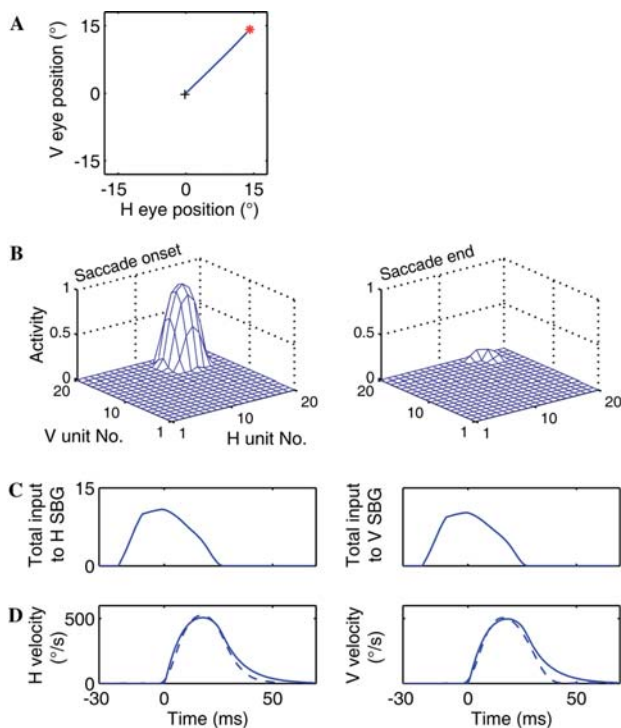 A
V eye position (°)
15
0
-15
-15 0 15
H eye position (°)
B
Saccade onset
Activity
1
0.5
0
20
10
1
V unit No.
1
10
20
H unit No.
Saccade end
1
0.5
0
20
10
1
1
10
20
C
Total input
to H SBG
15
0
Total input
to V SBG
D
H velocity
(°/s)
500
0
-30 0 50
Time (ms)
V velocity
(°/s)
-30 0 50
Time (ms)